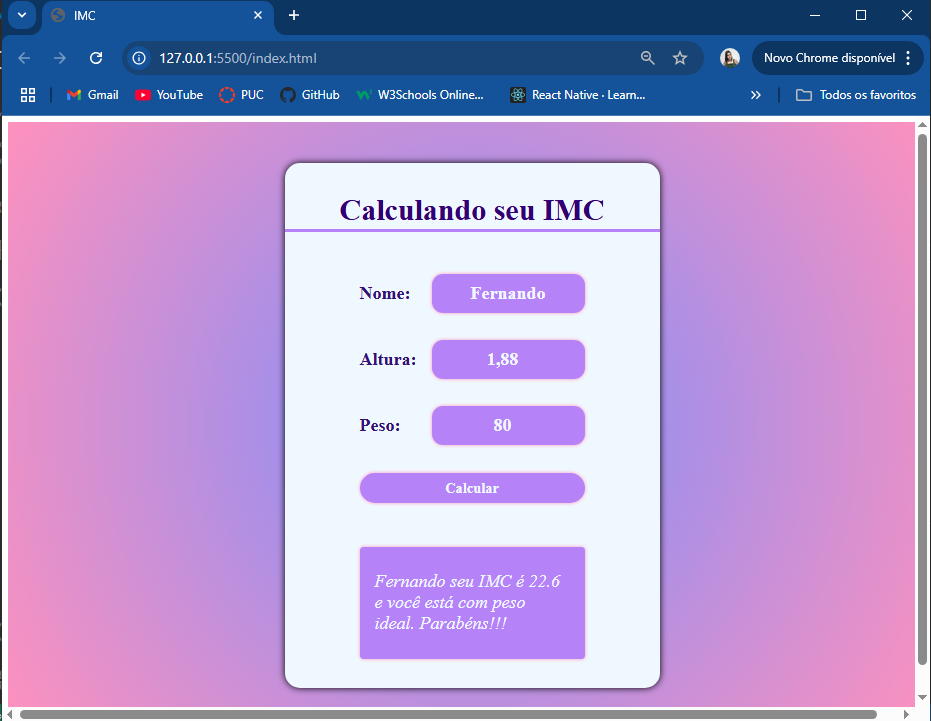 IMC
127.0.0.1:5500/index.html
Novo Chrome disponível
Gmail YouTube PUC GitHub W3Schools Online... React Native · Learn... Todos os favoritos
Calculando seu IMC
Nome: Fernando
Altura: 1,88
Peso: 80
Calcular
Fernando seu IMC é 22.6
e você está com peso
ideal. Parabéns!!!